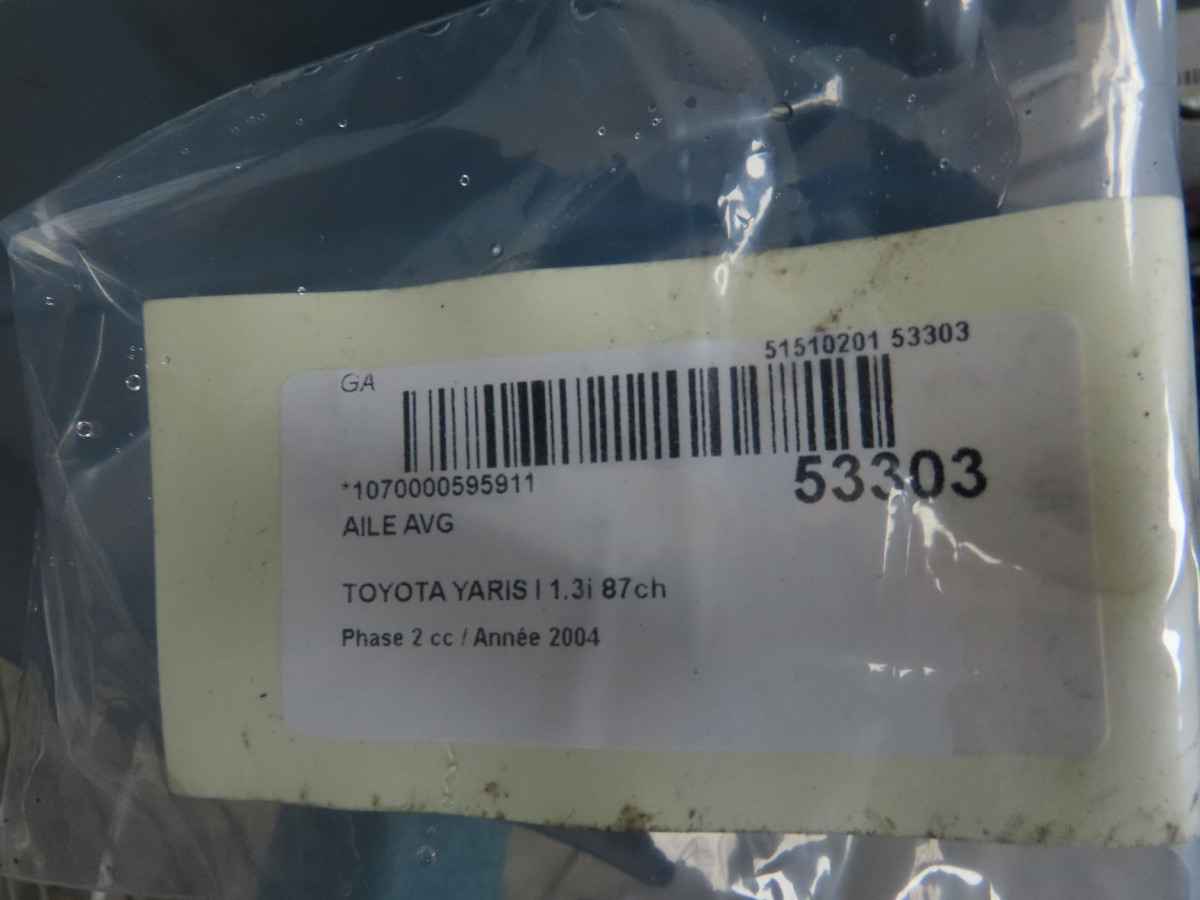 51510201 53303
GA
*1070000595911
53303
AILE AVG
TOYOTA YARIS I 1.3i 87ch
Phase 2 cc / Année 2004